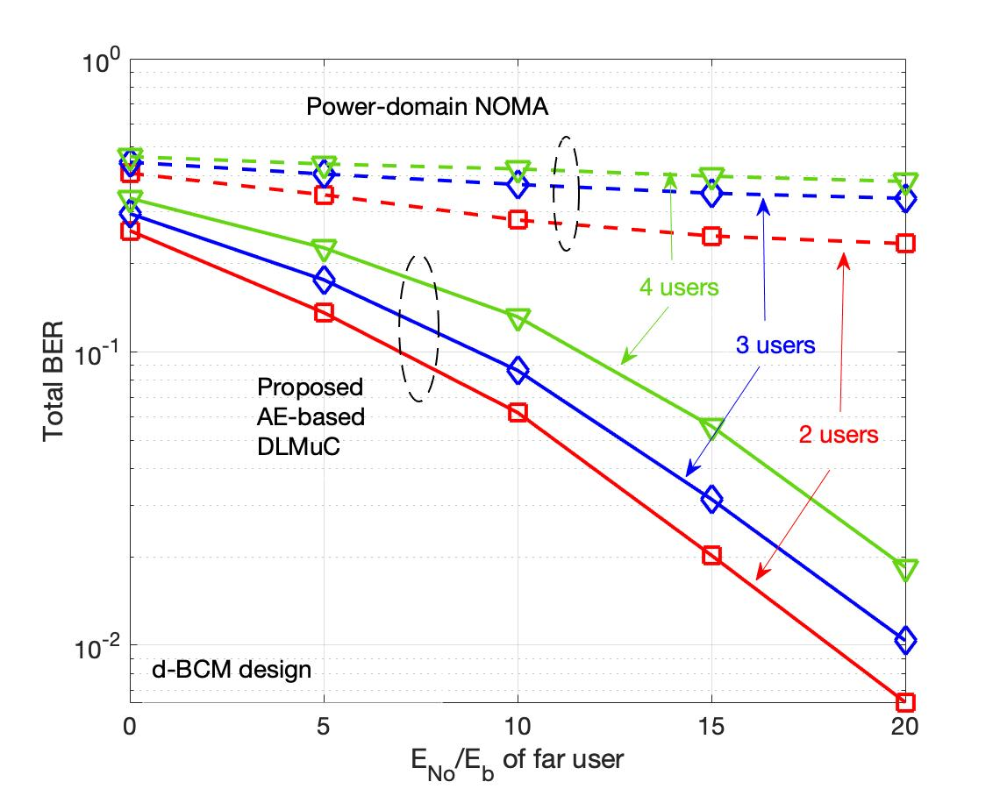 10^0
Power-domain NOMA
4 users
3 users
Total BER
10^-1
Proposed
AE-based
DLMuC
2 users
10^-2
d-BCM design
0 5 10 15 20
E_No/E_b of far user